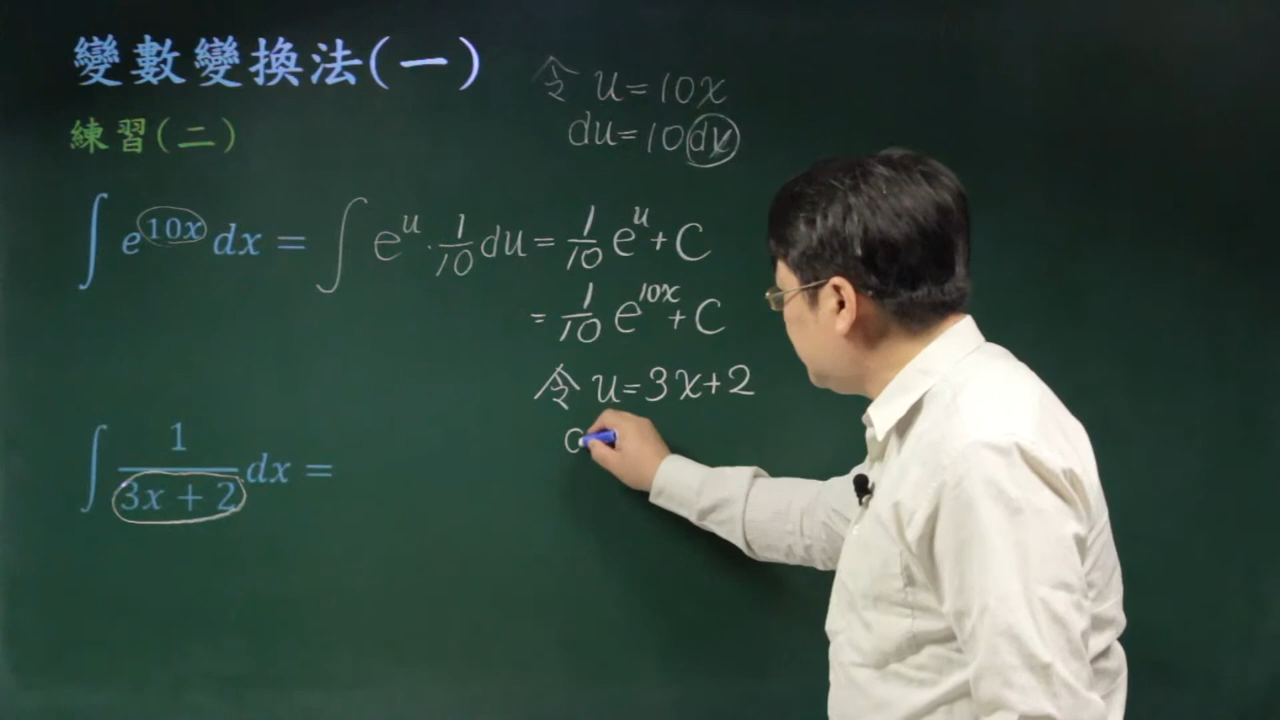 變數變換法(一)
練習(二)
令 u=10x
du=10dx
∫ e^{10x} dx = ∫ e^u · 1/10 du = 1/10 e^u + C
= 1/10 e^{10x} + C
令 u=3x+2
∫ 1/(3x + 2) dx =